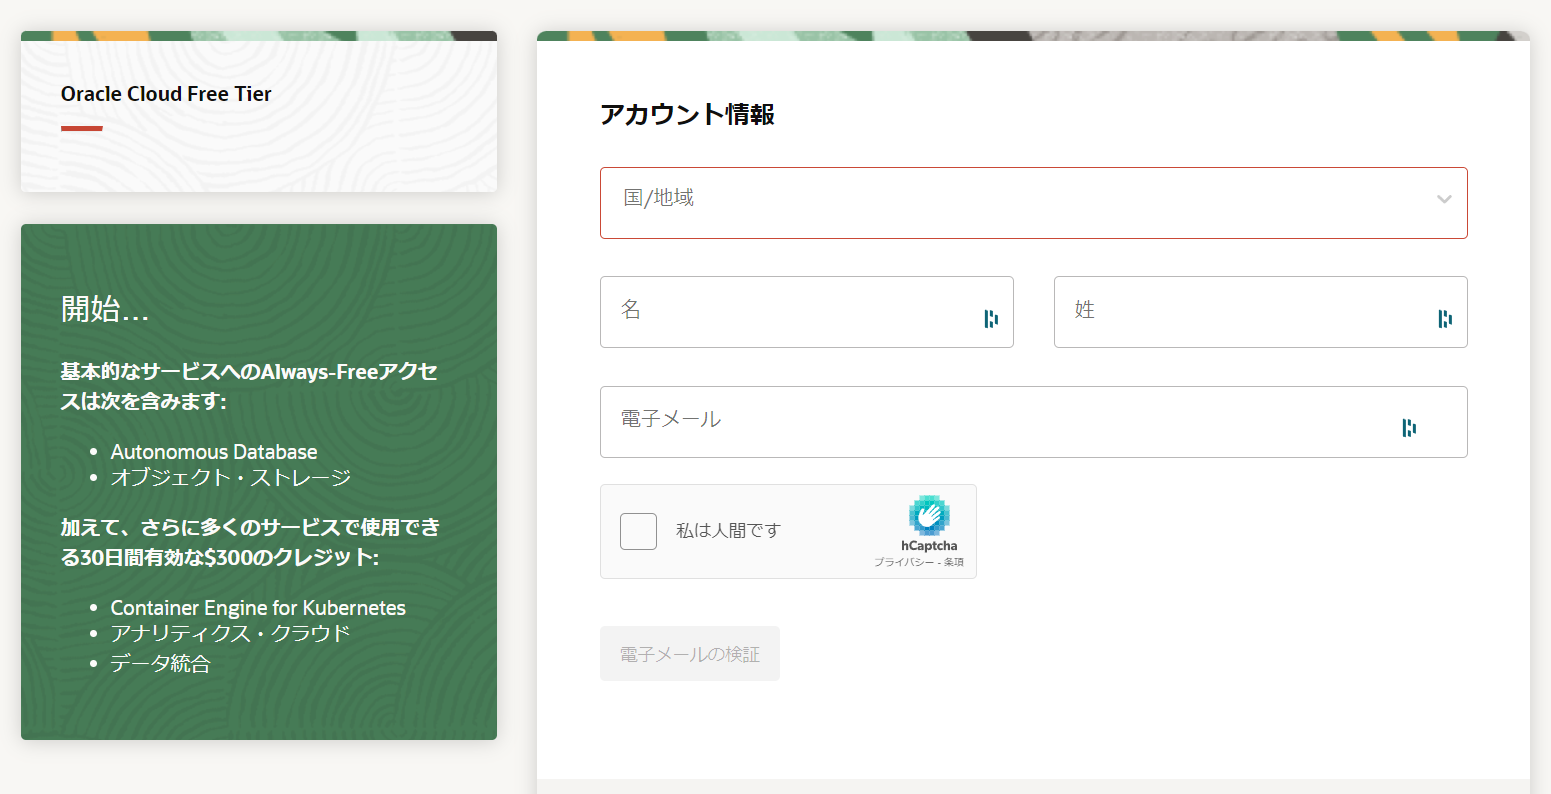 Oracle Cloud Free Tier
開始...
基本的なサービスへのAlways-Freeアクセ
スは次を含みます:
• Autonomous Database
• オブジェクト・ストレージ
加えて、さらに多くのサービスで使用でき
る30日間有効な$300のクレジット:
• Container Engine for Kubernetes
• アナリティクス・クラウド
• データ統合
アカウント情報
国/地域
名
姓
電子メール
私は人間です
hCaptcha
プライバシー - 条項
電子メールの検証